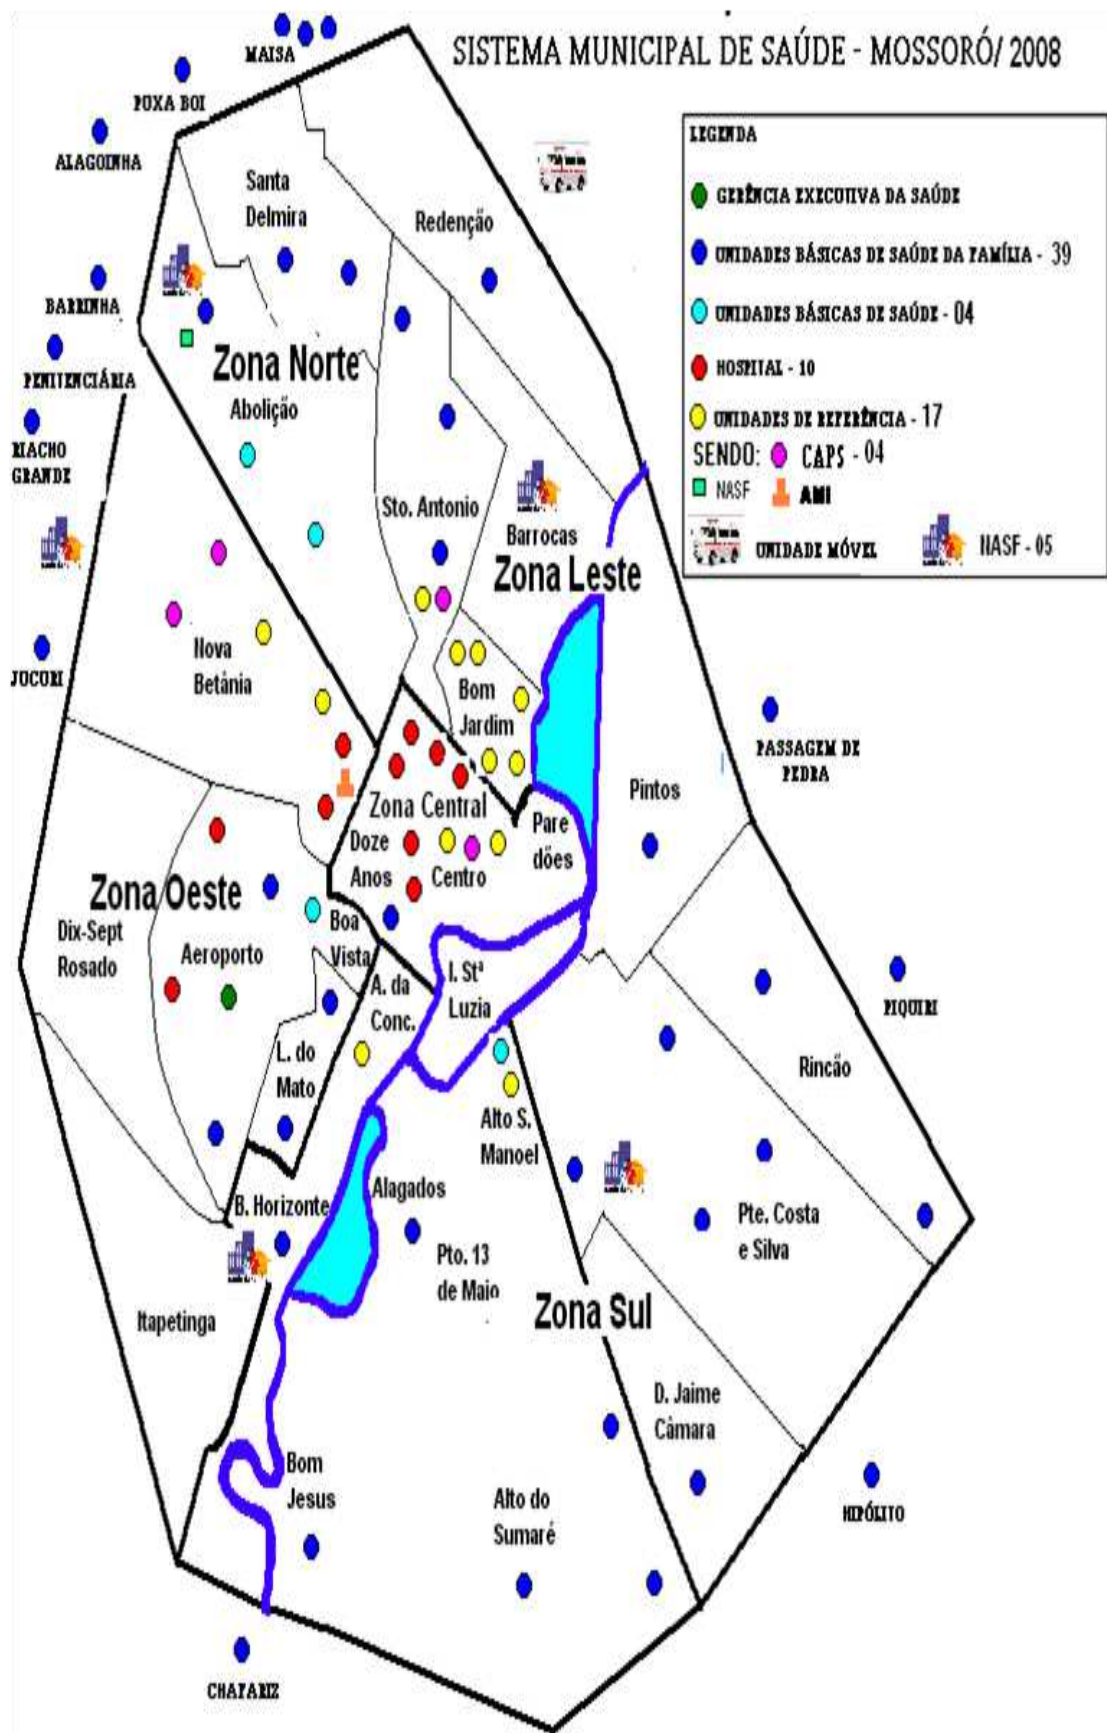 SISTEMA MUNICIPAL DE SAÚDE - MOSSORÓ/ 2008
MAISA
PUXA BOI
ALAGOINHA
BARRINHA
PENITENCIÁRIA
RIACHO
GRANDE
JUCURI
LEGENDA
GERÊNCIA EXECUTIVA DA SAÚDE
UNIDADES BÁSICAS DE SAÚDE DA FAMÍLIA - 39
UNIDADES BÁSICAS DE SAÚDE - 04
HOSPITAL - 10
UNIDADES DE REFERÊNCIA - 17
SENDO: CAPS - 04
NASF AMI
UNIDADE MÓVEL NASF - 05
Santa
Delmira
Redenção
Zona Norte
Abolição
Sto. Antonio
Barrocas
Zona Leste
Nova
Betânia
Bom
Jardim
PASSAGEM DE
PEDRA
Pintos
Zona Central
Doze
Anos
Centro
Pare
dões
Zona Oeste
Dix-Sept
Rosado
Aeroporto
Boa
Vista
A. da
Conc.
I. Stª
Luzia
PIQUIRI
L. do
Mato
Rincão
Alto S.
Manoel
B. Horizonte
Alagados
Pte. Costa
e Silva
Pto. 13
de Maio
Zona Sul
Itapetinga
D. Jaime
Câmara
Bom
Jesus
Alto do
Sumaré
HIPÓLITO
CHAFARIZ